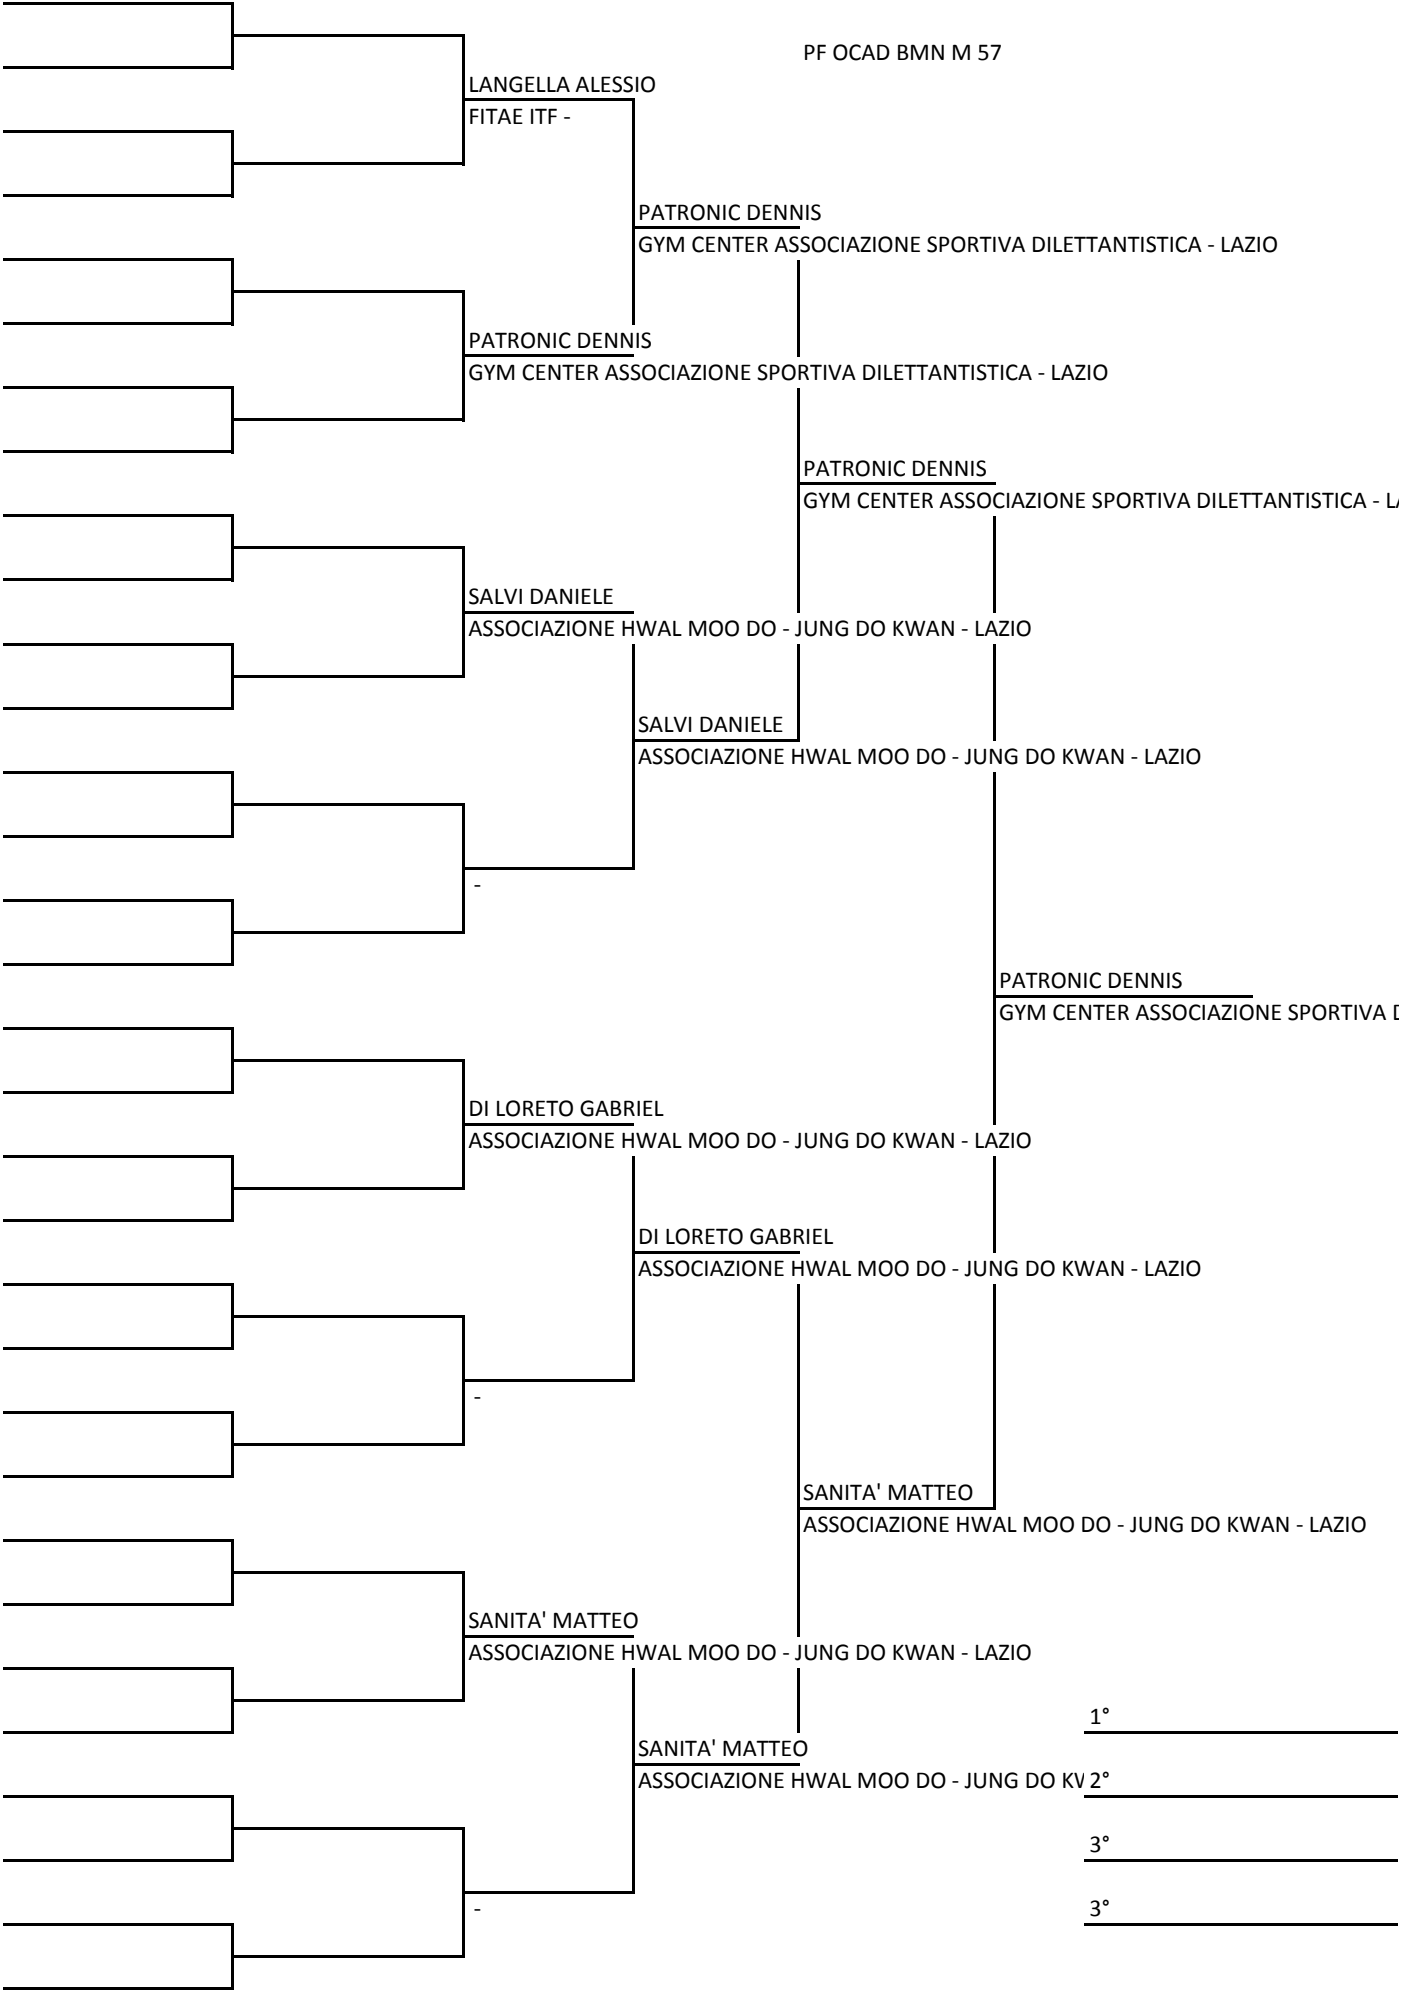 PF OCAD BMN M 57
LANGELLA ALESSIO
FITAE ITF -
PATRONIC DENNIS
GYM CENTER ASSOCIAZIONE SPORTIVA DILETTANTISTICA - LAZIO
PATRONIC DENNIS
GYM CENTER ASSOCIAZIONE SPORTIVA DILETTANTISTICA - LAZIO
PATRONIC DENNIS
GYM CENTER ASSOCIAZIONE SPORTIVA DILETTANTISTICA -
SALVI DANIELE
ASSOCIAZIONE HWAL MOO DO - JUNG DO KWAN - LAZIO
SALVI DANIELE
ASSOCIAZIONE HWAL MOO DO - JUNG DO KWAN - LAZIO
-
PATRONIC DENNIS
GYM CENTER ASSOCIAZIONE SPORTIVA
DI LORETO GABRIEL
ASSOCIAZIONE HWAL MOO DO - JUNG DO KWAN - LAZIO
DI LORETO GABRIEL
ASSOCIAZIONE HWAL MOO DO - JUNG DO KWAN - LAZIO
-
SANITA' MATTEO
ASSOCIAZIONE HWAL MOO DO - JUNG DO KWAN - LAZIO
SANITA' MATTEO
ASSOCIAZIONE HWAL MOO DO - JUNG DO KWAN - LAZIO
1°
SANITA' MATTEO
ASSOCIAZIONE HWAL MOO DO - JUNG DO
2°
3°
-
3°